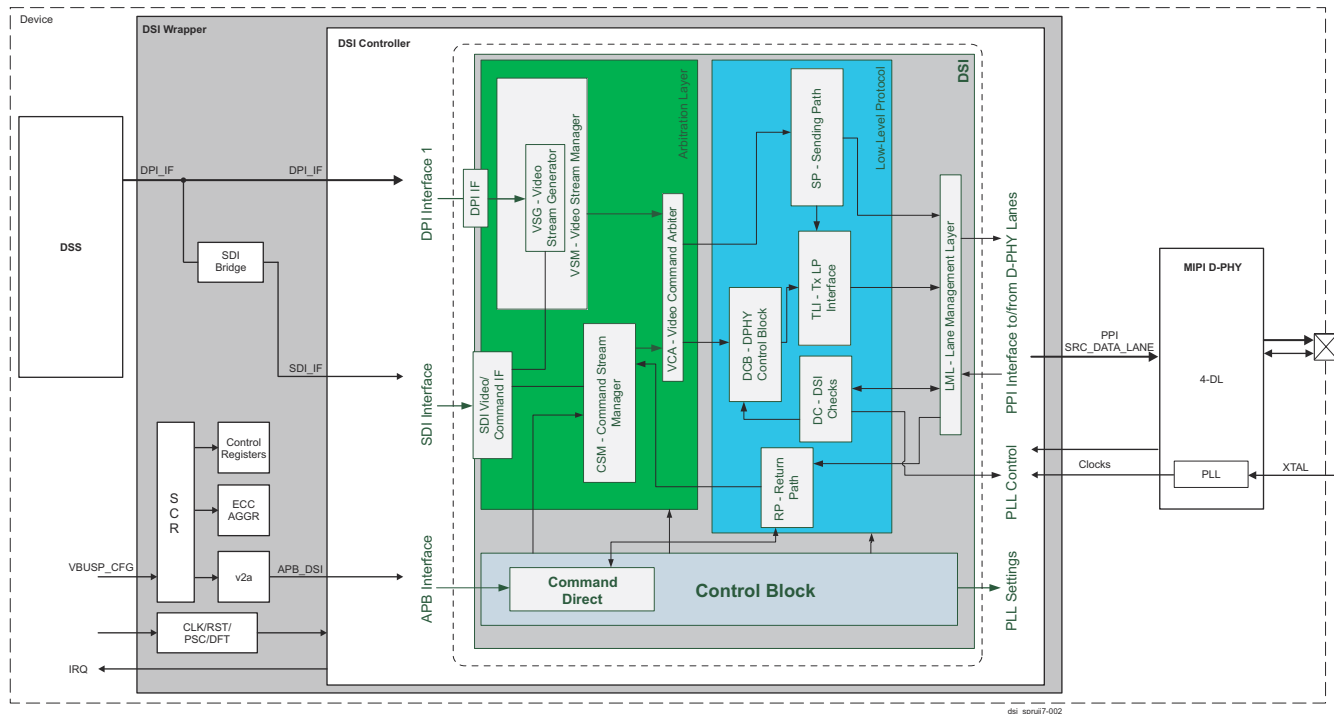 Device
DSI Wrapper
DSI Controller
DSI
Arbitration Layer
Low-Level Protocol
DSS
DPI_IF
DPI_IF
DPI Interface 1
DPI IF
VSG - Video
Stream Generator
VSM - Video Stream Manager
VCA - Video Command Arbiter
SP - Sending Path
TLI - Tx LP
Interface
DCB - DPHY
Control Block
DC - DSI
Checks
RP - Return
Path
LML - Lane Management Layer
PPI Interface to/from D-PHY Lanes
SDI
Bridge
SDI_IF
SDI Interface
SDI Video/
Command IF
CSM - Command Stream
Manager
MIPI D-PHY
PPI
SRC_DATA_LANE
4-DL
Clocks
PLL
XTAL
PLL Control
SCR
Control
Registers
ECC
AGGR
v2a
VBUSP_CFG
APB_DSI
APB Interface
Command
Direct
Control Block
PLL Settings
CLK/RST/
PSC/DFT
IRQ
dsi_spruii7-002